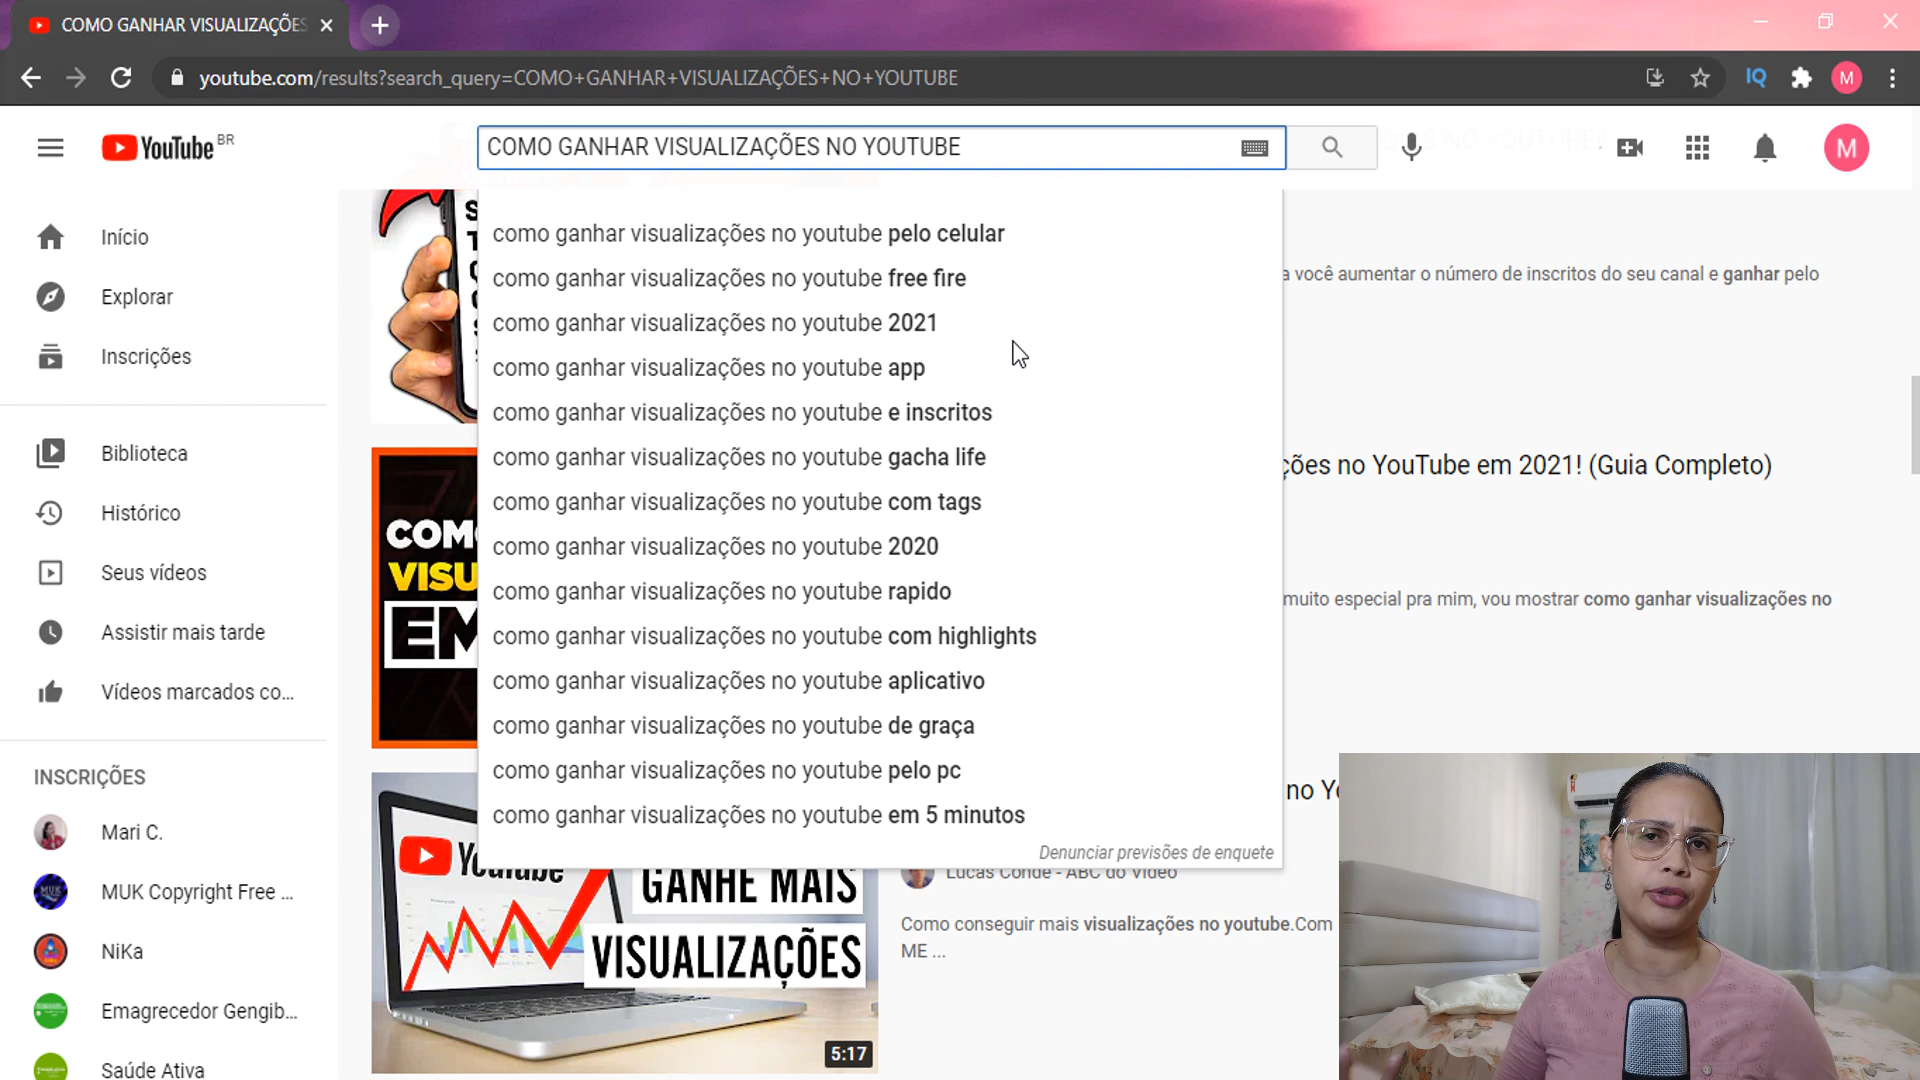 COMO GANHAR VISUALIZAÇÕES
youtube.com/results?search_query=COMO+GANHAR+VISUALIZAÇÕES+NO+YOUTUBE
IQ
M
YouTube BR
COMO GANHAR VISUALIZAÇÕES NO YOUTUBE
M
Início
Explorar
Inscrições
Biblioteca
Histórico
Seus vídeos
Assistir mais tarde
Vídeos marcados co...
INSCRIÇÕES
Mari C.
MUK Copyright Free ...
NiKa
Emagrecedor Gengib...
Saúde Ativa
como ganhar visualizações no youtube pelo celular
como ganhar visualizações no youtube free fire
como ganhar visualizações no youtube 2021
como ganhar visualizações no youtube app
como ganhar visualizações no youtube e inscritos
como ganhar visualizações no youtube gacha life
como ganhar visualizações no youtube com tags
como ganhar visualizações no youtube 2020
como ganhar visualizações no youtube rapido
como ganhar visualizações no youtube com highlights
como ganhar visualizações no youtube aplicativo
como ganhar visualizações no youtube de graça
como ganhar visualizações no youtube pelo pc
como ganhar visualizações no youtube em 5 minutos
Denunciar previsões de enquete
a você aumentar o número de inscritos do seu canal e ganhar pelo
ções no YouTube em 2021! (Guia Completo)
muito especial pra mim, vou mostrar como ganhar visualizações no
COM
VISU
EM
no Yo
YouTube
GANHE MAIS
VISUALIZAÇÕES
5:17
Lucas Conde - ABC do Vídeo
Como conseguir mais visualizações no youtube.Com
ME ...